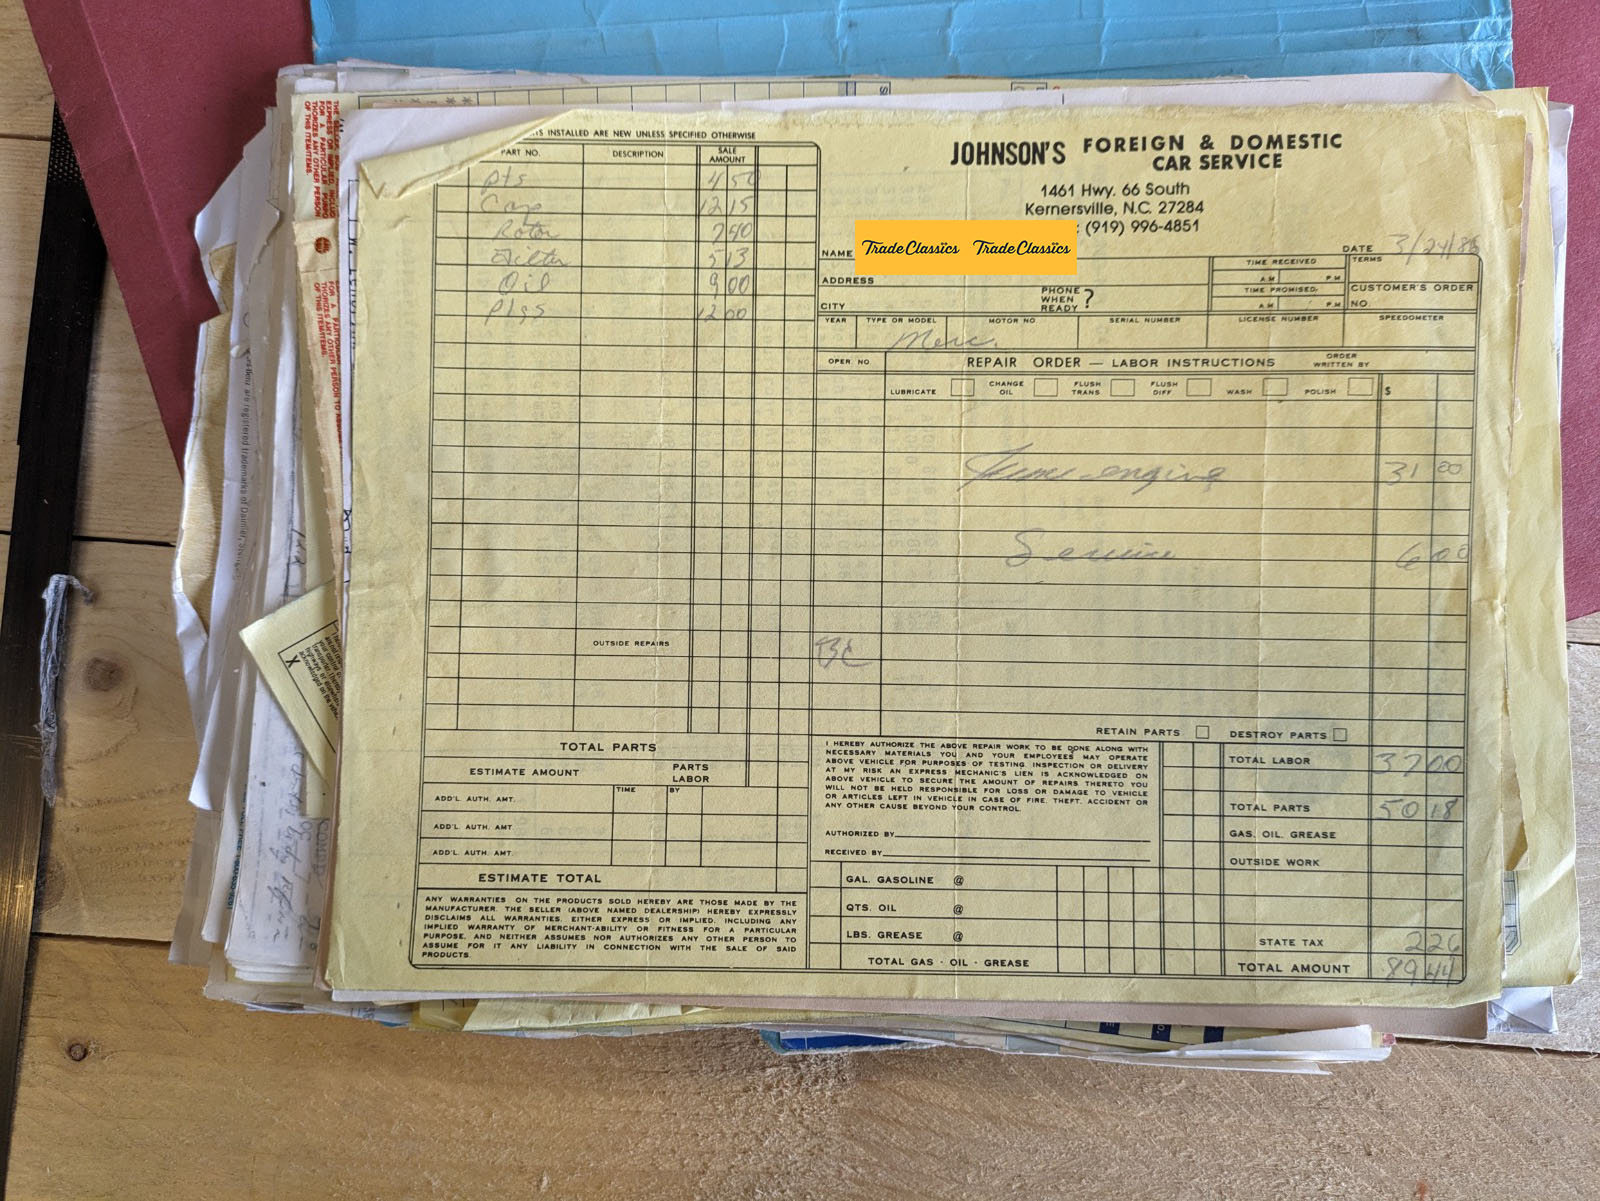 TS INSTALLED ARE NEW UNLESS SPECIFIED OTHERWISE
PART NO. DESCRIPTION SALE AMOUNT
pts 4 50
Cap 12 15
Rotor 7 40
Filter 5 13
Oil 9 00
Plgs 12 00
OUTSIDE REPAIRS
TOTAL PARTS
ESTIMATE AMOUNT PARTS LABOR
TIME BY
ADD'L. AUTH. AMT.
ADD'L. AUTH. AMT
ADD'L. AUTH. AMT.
ESTIMATE TOTAL
ANY WARRANTIES ON THE PRODUCTS SOLD HEREBY ARE THOSE MADE BY THE
MANUFACTURER. THE SELLER (ABOVE NAMED DEALERSHIP) HEREBY EXPRESSLY
DISCLAIMS ALL WARRANTIES, EITHER EXPRESS OR IMPLIED, INCLUDING ANY
IMPLIED WARRANTY OF MERCHANT-ABILITY OR FITNESS FOR A PARTICULAR
PURPOSE, AND NEITHER ASSUMES NOR AUTHORIZES ANY OTHER PERSON TO
ASSUME FOR IT ANY LIABILITY IN CONNECTION WITH THE SALE OF SAID
PRODUCTS.
JOHNSON'S FOREIGN & DOMESTIC
CAR SERVICE
1461 Hwy. 66 South
Kernersville, N.C. 27284
: (919) 996-4851
TradeClassics TradeClassics
NAME
DATE 3/24/88
ADDRESS
TIME RECEIVED TERMS
A M P M
CITY
PHONE WHEN READY ?
TIME PROMISED CUSTOMER'S ORDER
A M P M NO.
YEAR TYPE OR MODEL MOTOR NO SERIAL NUMBER LICENSE NUMBER SPEEDOMETER
Merc.
OPER. NO REPAIR ORDER — LABOR INSTRUCTIONS ORDER WRITTEN BY
LUBRICATE CHANGE OIL FLUSH TRANS FLUSH DIFF WASH POLISH $
Tune engine 31 00
Service 6 00
RETAIN PARTS DESTROY PARTS
I HEREBY AUTHORIZE THE ABOVE REPAIR WORK TO BE DONE ALONG WITH
NECESSARY MATERIALS YOU AND YOUR EMPLOYEES MAY OPERATE
ABOVE VEHICLE FOR PURPOSES OF TESTING INSPECTION OR DELIVERY
AT MY RISK AN EXPRESS MECHANIC'S LIEN IS ACKNOWLEDGED ON
ABOVE VEHICLE TO SECURE THE AMOUNT OF REPAIRS THERETO YOU
WILL NOT BE HELD RESPONSIBLE FOR LOSS OR DAMAGE TO VEHICLE
OR ARTICLES LEFT IN VEHICLE IN CASE OF FIRE. THEFT. ACCIDENT OR
ANY OTHER CAUSE BEYOND YOUR CONTROL.
AUTHORIZED BY
RECEIVED BY
GAL. GASOLINE @
QTS. OIL @
LBS. GREASE @
TOTAL GAS - OIL - GREASE
TOTAL LABOR 37 00
TOTAL PARTS 50 18
GAS. OIL. GREASE
OUTSIDE WORK
STATE TAX 2 26
TOTAL AMOUNT 89 44